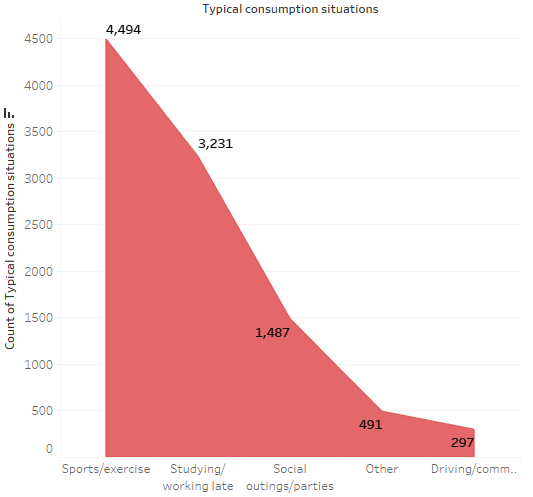 Typical consumption situations
Count of Typical consumption situations
4500
4000
3500
3000
2500
2000
1500
1000
500
0
4,494
3,231
1,487
491
297
Sports/exercise
Studying/
working late
Social
outings/parties
Other
Driving/comm..